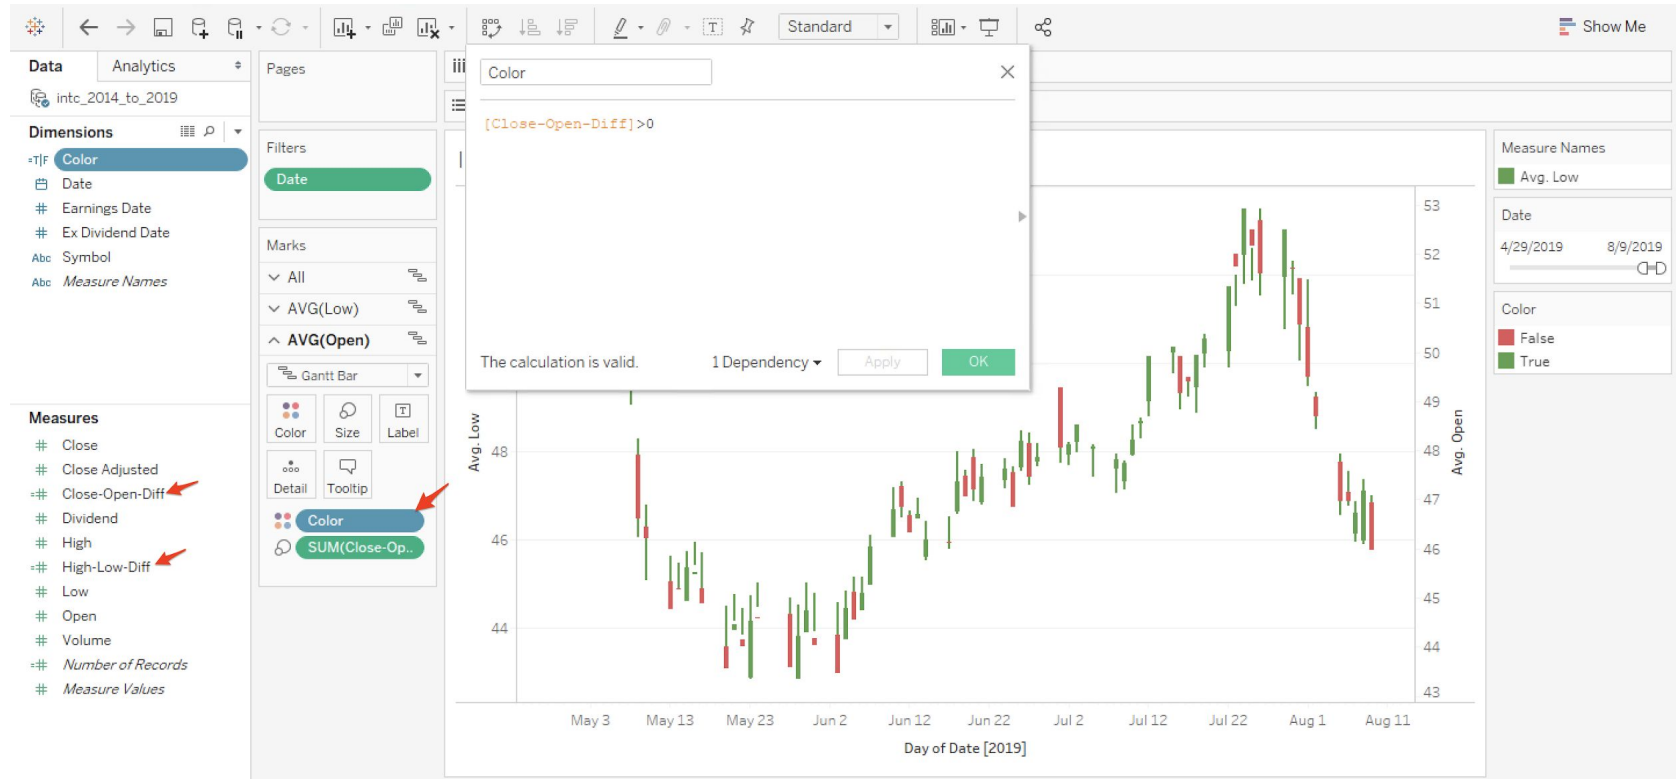 Standard
Show Me
Data
Analytics
intc_2014_to_2019
Dimensions
=T|F Color
Date
# Earnings Date
# Ex Dividend Date
Abc Symbol
Abc Measure Names
Measures
# Close
# Close Adjusted
=# Close-Open-Diff
# Dividend
# High
=# High-Low-Diff
# Low
# Open
# Volume
=# Number of Records
# Measure Values
Pages
Filters
Date
Marks
All
AVG(Low)
AVG(Open)
Gantt Bar
Color
Size
T
Label
Detail
Tooltip
Color
SUM(Close-Op..
Color
[Close-Open-Diff]>0
The calculation is valid.
1 Dependency
Apply
OK
Avg. Low
48
46
44
53
52
51
50
49
48
47
46
45
44
43
Avg. Open
May 3
May 13
May 23
Jun 2
Jun 12
Jun 22
Jul 2
Jul 12
Jul 22
Aug 1
Aug 11
Day of Date [2019]
Measure Names
Avg. Low
Date
4/29/2019
8/9/2019
Color
False
True